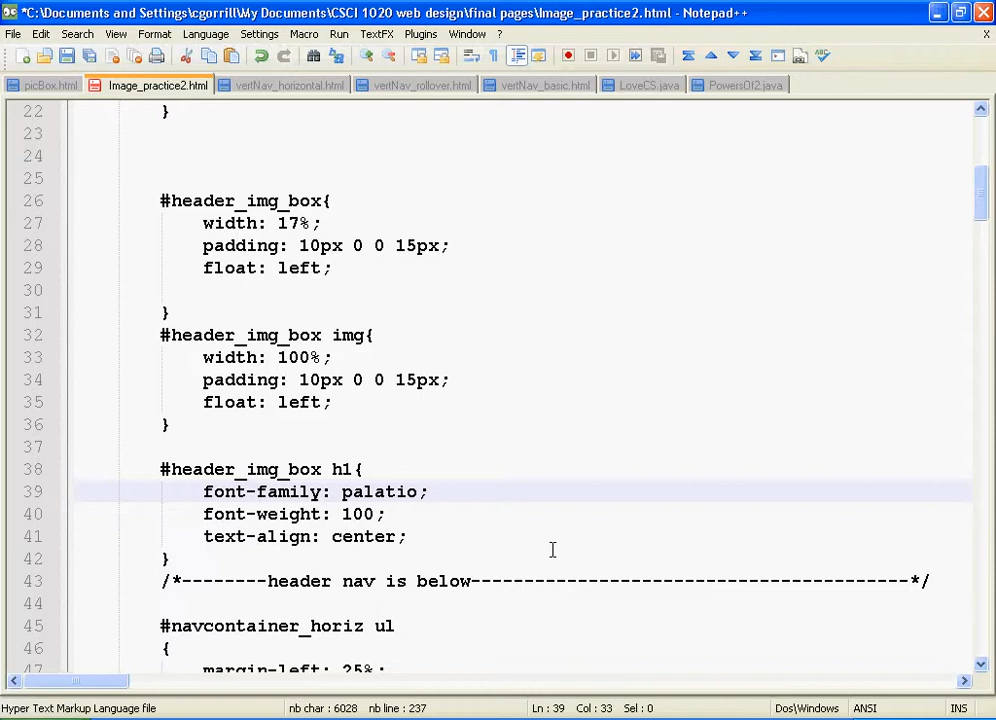 *C:\Documents and Settings\cgorrill\My Documents\CSCI 1020 web design\final pages\Image_practice2.html - Notepad++
File Edit Search View Format Language Settings Macro Run TextFX Plugins Window ? X
picBox.html Image_practice2.html vertNav_horizontal.html vertNav_rollover.html vertNav_basic.html LoveCS.java PowersOf2.java
22 }
23
24
25
26 #header_img_box{
27 width: 17%;
28 padding: 10px 0 0 15px;
29 float: left;
30
31 }
32 #header_img_box img{
33 width: 100%;
34 padding: 10px 0 0 15px;
35 float: left;
36 }
37
38 #header_img_box h1{
39 font-family: palatio;
40 font-weight: 100;
41 text-align: center;
42 }
43 /*--------header nav is below-----------------------------------------*/
44
45 #navcontainer_horiz ul
46 {
47 margin-left: 25%;
Hyper Text Markup Language file nb char : 6028 nb line : 237 Ln : 39 Col : 33 Sel : 0 Dos\Windows ANSI INS